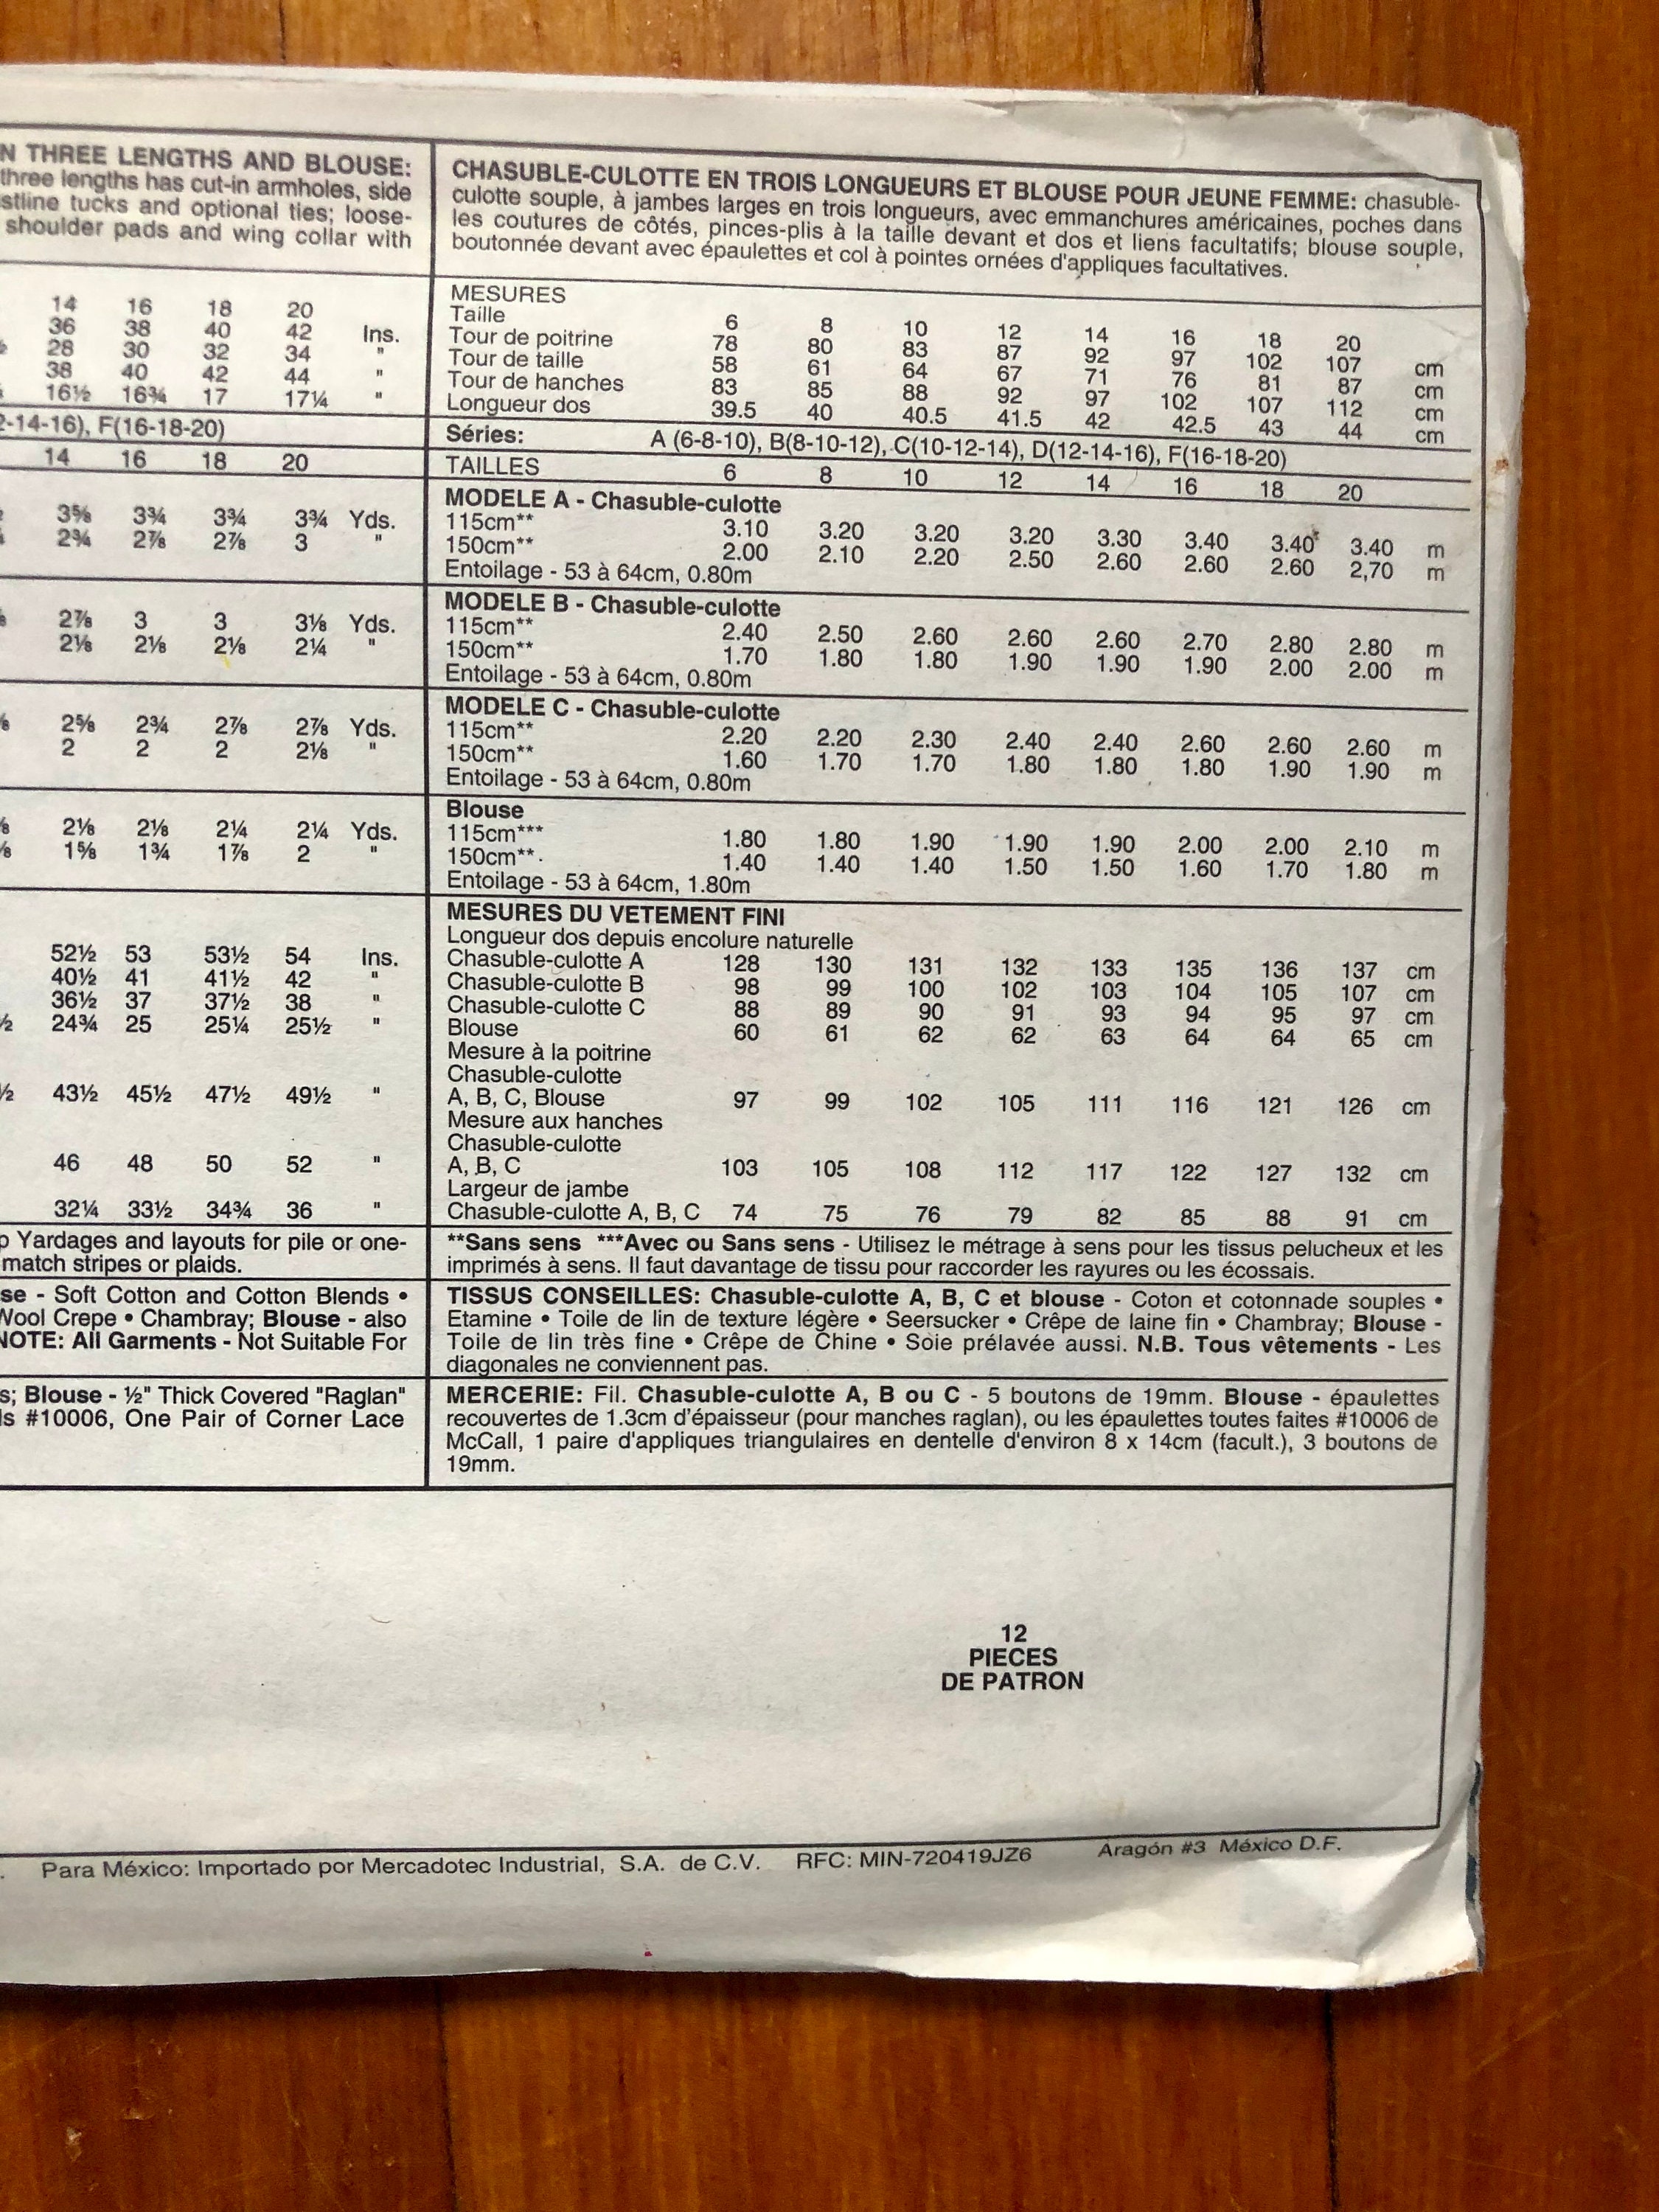 N THREE LENGTHS AND BLOUSE:
three lengths has cut-in armholes, side
stline tucks and optional ties; loose-
shoulder pads and wing collar with
14 16 18 20
36 38 40 42 Ins.
28 30 32 34 "
38 40 42 44 "
16½ 16¾ 17 17¼ "
-14-16), F(16-18-20)
14 16 18 20
3⅝ 3¾ 3¾ 3¾ Yds.
2¾ 2⅞ 2⅞ 3 "
2⅞ 3 3 3⅛ Yds.
2⅛ 2⅛ 2⅛ 2¼ "
2⅝ 2¾ 2⅞ 2⅞ Yds.
2 2 2 2⅛ "
2⅛ 2⅛ 2¼ 2¼ Yds.
1⅝ 1¾ 1⅞ 2 "
52½ 53 53½ 54 Ins.
40½ 41 41½ 42 "
36½ 37 37½ 38 "
½ 24¾ 25 25¼ 25½ "
½ 43½ 45½ 47½ 49½ "
46 48 50 52 "
32¼ 33½ 34¾ 36 "
p Yardages and layouts for pile or one-
match stripes or plaids.
se - Soft Cotton and Cotton Blends •
Wool Crepe • Chambray; Blouse - also
NOTE: All Garments - Not Suitable For
s; Blouse - ½" Thick Covered "Raglan"
ls #10006, One Pair of Corner Lace
CHASUBLE-CULOTTE EN TROIS LONGUEURS ET BLOUSE POUR JEUNE FEMME: chasuble-
culotte souple, à jambes larges en trois longueurs, avec emmanchures américaines, poches dans
les coutures de côtés, pinces-plis à la taille devant et dos et liens facultatifs; blouse souple,
boutonnée devant avec épaulettes et col à pointes ornées d'appliques facultatives.
MESURES
Taille 6 8 10 12 14 16 18 20
Tour de poitrine 78 80 83 87 92 97 102 107 cm
Tour de taille 58 61 64 67 71 76 81 87 cm
Tour de hanches 83 85 88 92 97 102 107 112 cm
Longueur dos 39.5 40 40.5 41.5 42 42.5 43 44 cm
Séries: A (6-8-10), B(8-10-12), C(10-12-14), D(12-14-16), F(16-18-20)
TAILLES 6 8 10 12 14 16 18 20
MODELE A - Chasuble-culotte
115cm** 3.10 3.20 3.20 3.20 3.30 3.40 3.40 3.40 m
150cm** 2.00 2.10 2.20 2.50 2.60 2.60 2.60 2,70 m
Entoilage - 53 à 64cm, 0.80m
MODELE B - Chasuble-culotte
115cm** 2.40 2.50 2.60 2.60 2.60 2.70 2.80 2.80 m
150cm** 1.70 1.80 1.80 1.90 1.90 1.90 2.00 2.00 m
Entoilage - 53 à 64cm, 0.80m
MODELE C - Chasuble-culotte
115cm** 2.20 2.20 2.30 2.40 2.40 2.60 2.60 2.60 m
150cm** 1.60 1.70 1.70 1.80 1.80 1.80 1.90 1.90 m
Entoilage - 53 à 64cm, 0.80m
Blouse
115cm*** 1.80 1.80 1.90 1.90 1.90 2.00 2.00 2.10 m
150cm** 1.40 1.40 1.40 1.50 1.50 1.60 1.70 1.80 m
Entoilage - 53 à 64cm, 1.80m
MESURES DU VETEMENT FINI
Longueur dos depuis encolure naturelle
Chasuble-culotte A 128 130 131 132 133 135 136 137 cm
Chasuble-culotte B 98 99 100 102 103 104 105 107 cm
Chasuble-culotte C 88 89 90 91 93 94 95 97 cm
Blouse 60 61 62 62 63 64 64 65 cm
Mesure à la poitrine
Chasuble-culotte
A, B, C, Blouse 97 99 102 105 111 116 121 126 cm
Mesure aux hanches
Chasuble-culotte
A, B, C 103 105 108 112 117 122 127 132 cm
Largeur de jambe
Chasuble-culotte A, B, C 74 75 76 79 82 85 88 91 cm
**Sans sens ***Avec ou Sans sens - Utilisez le métrage à sens pour les tissus pelucheux et les
imprimés à sens. Il faut davantage de tissu pour raccorder les rayures ou les écossais.
TISSUS CONSEILLES: Chasuble-culotte A, B, C et blouse - Coton et cotonnade souples •
Etamine • Toile de lin de texture légère • Seersucker • Crêpe de laine fin • Chambray; Blouse -
Toile de lin très fine • Crêpe de Chine • Soie prélavée aussi. N.B. Tous vêtements - Les
diagonales ne conviennent pas.
MERCERIE: Fil. Chasuble-culotte A, B ou C - 5 boutons de 19mm. Blouse - épaulettes
recouvertes de 1.3cm d'épaisseur (pour manches raglan), ou les épaulettes toutes faites #10006 de
McCall, 1 paire d'appliques triangulaires en dentelle d'environ 8 x 14cm (facult.), 3 boutons de
19mm.
12
PIECES
DE PATRON
Para México: Importado por Mercadotec Industrial, S.A. de C.V. RFC: MIN-720419JZ6 Aragón #3 México D.F.